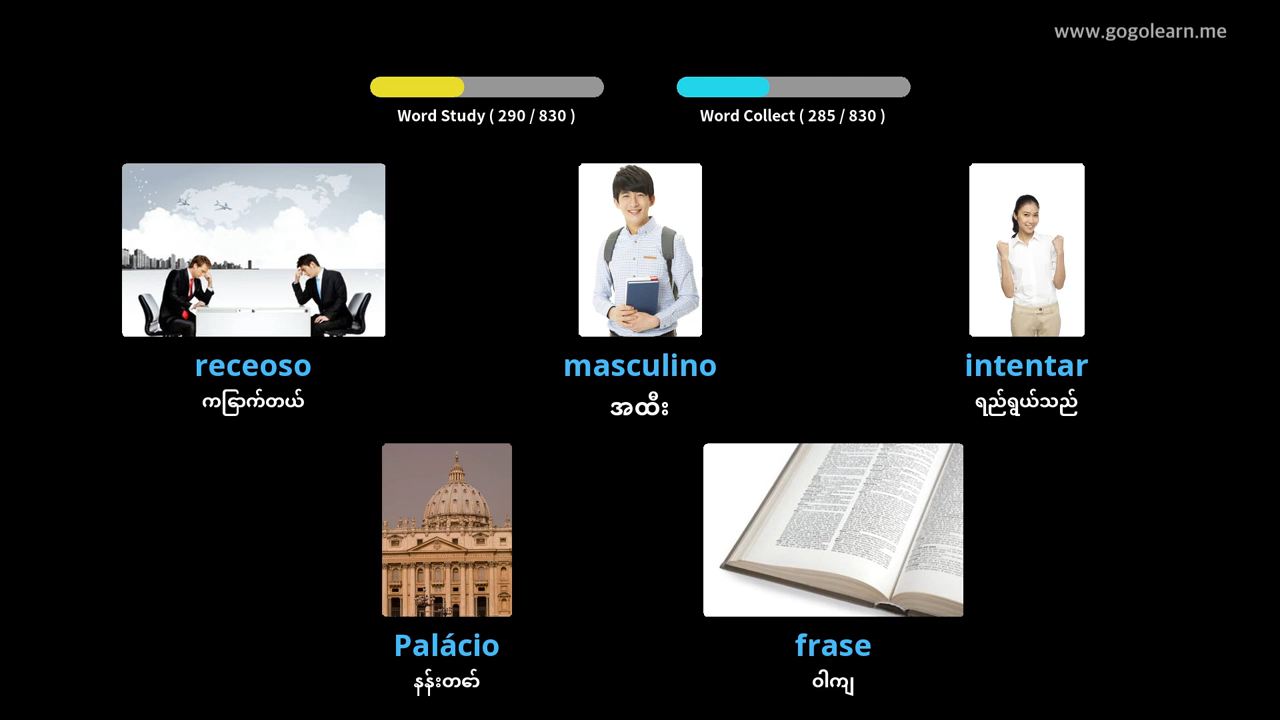 www.gogolearn.me
Word Study ( 290 / 830 )
Word Collect ( 285 / 830 )
receoso
ကြောက်တယ်
masculino
အထီး
intentar
ရည်ရွယ်သည်
Palácio
နန်းတော်
frase
ဝါကျ